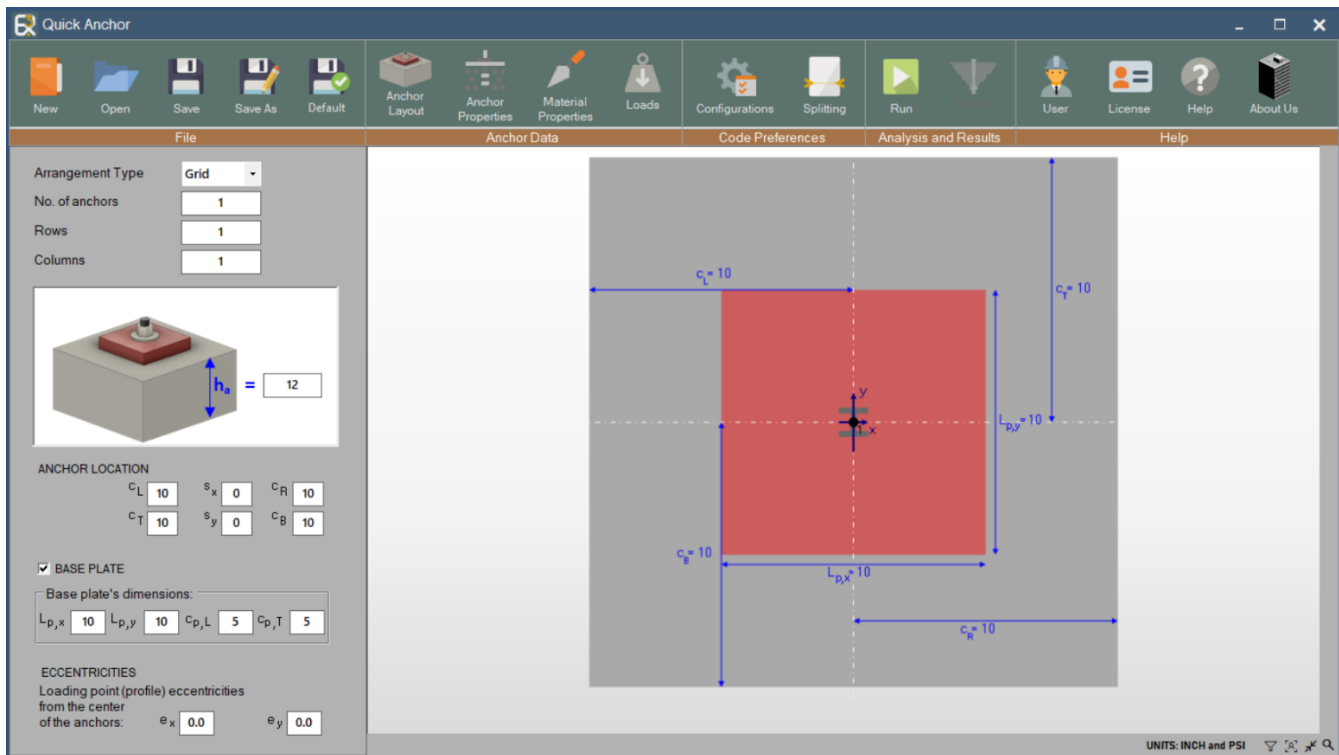 Quick Anchor
New Open Save Save As Default Anchor Layout Anchor Properties Material Properties Loads Configurations Splitting Run User License Help About Us
File Anchor Data Code Preferences Analysis and Results Help
Arrangement Type Grid
No. of anchors 1
Rows 1
Columns 1
ha = 12
ANCHOR LOCATION
cL 10 sx 0 cR 10
cT 10 sy 0 cB 10
BASE PLATE
Base plate's dimensions:
Lp,x 10 Lp,y 10 cp,L 5 cp,T 5
ECCENTRICITIES
Loading point (profile) eccentricities
from the center
of the anchors: ex 0.0 ey 0.0
cL= 10
cT= 10
y
1 x
Lp,y= 10
cB= 10
Lp,x= 10
cR= 10
UNITS: INCH and PSI